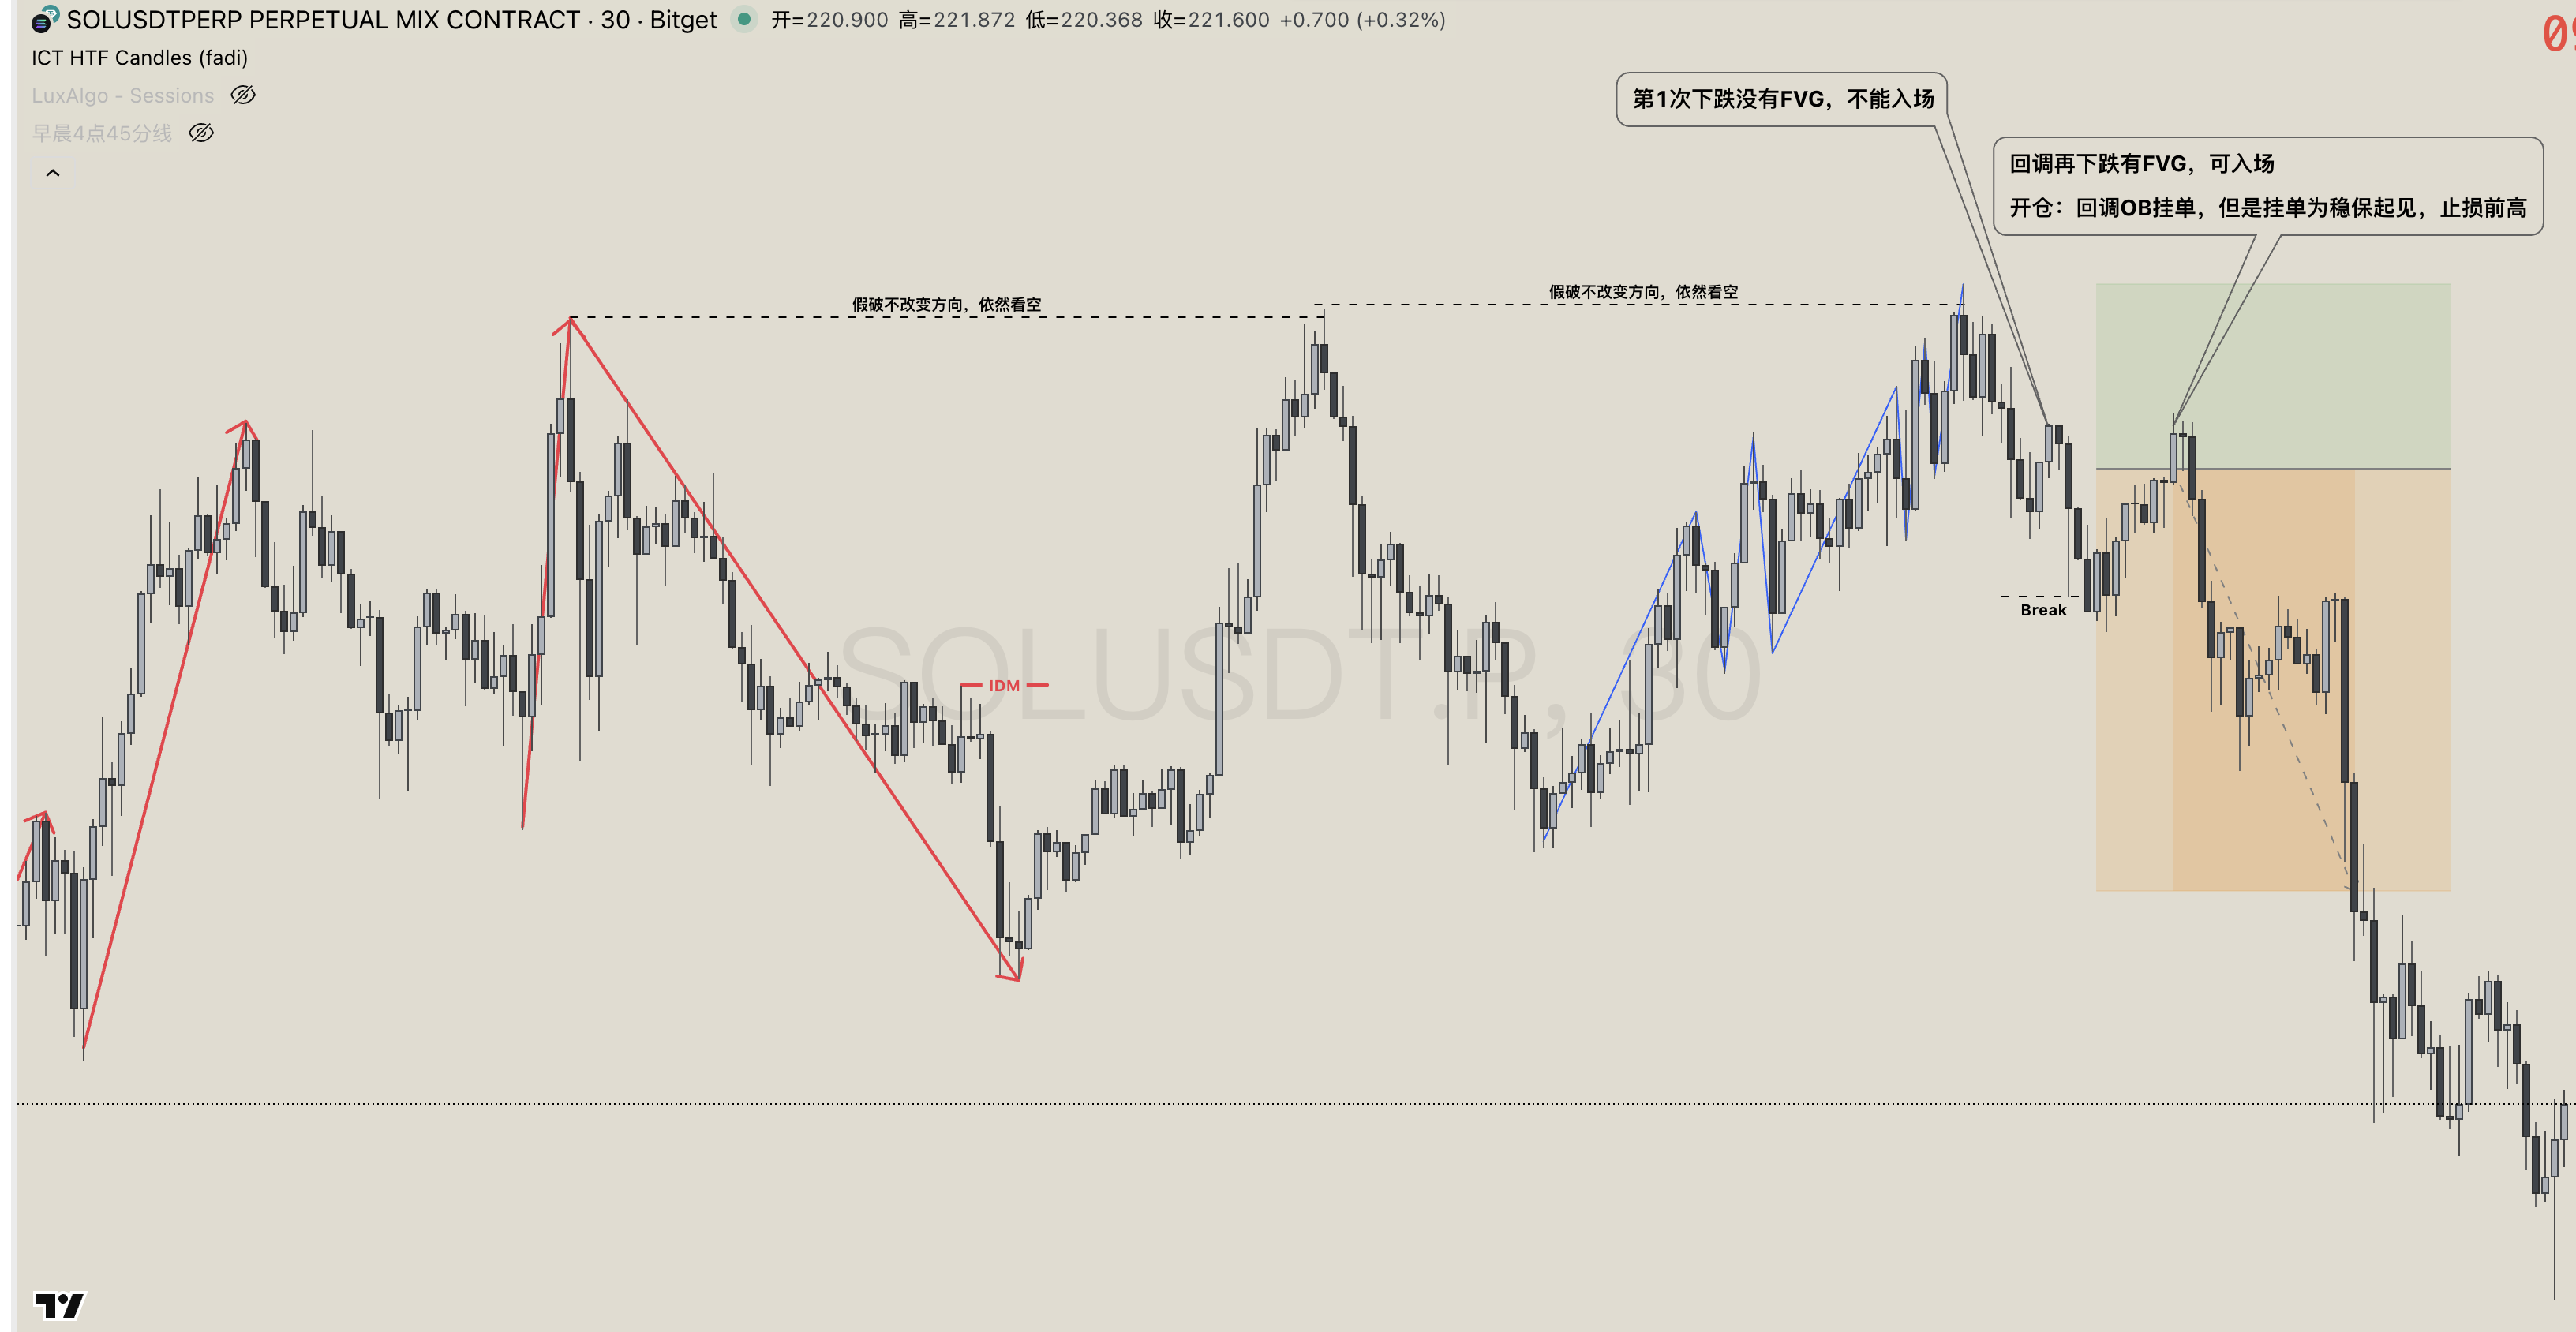 SOLUSDTPERP PERPETUAL MIX CONTRACT · 30 · Bitget 开=220.900 高=221.872 低=220.368 收=221.600 +0.700 (+0.32%)
ICT HTF Candles (fadi)
LuxAlgo - Sessions
早晨4点45分线
第1次下跌没有FVG，不能入场
回调再下跌有FVG，可入场
开仓：回调OB挂单，但是挂单为稳保起见，止损前高
假破不改变方向，依然看空
假破不改变方向，依然看空
Break
IDM
SOLUSDT.P, 30